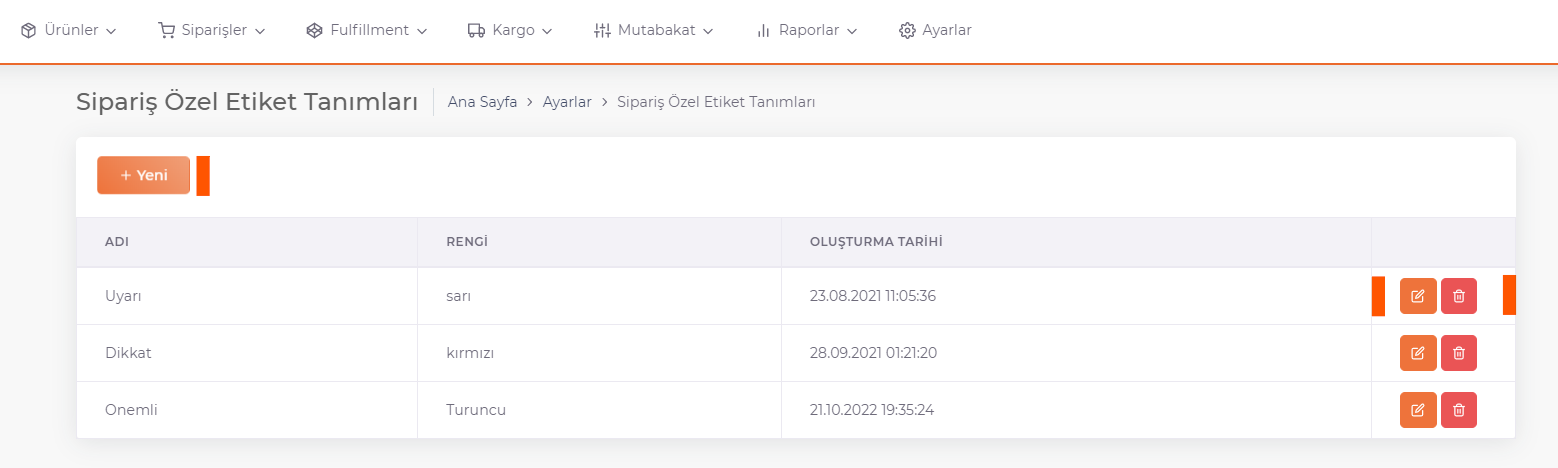 Ürünler Siparişler Fulfillment Kargo Mutabakat Raporlar Ayarlar
Sipariş Özel Etiket Tanımları Ana Sayfa > Ayarlar > Sipariş Özel Etiket Tanımları
+ Yeni
ADI RENGİ OLUŞTURMA TARİHİ
Uyarı sarı 23.08.2021 11:05:36
Dikkat kırmızı 28.09.2021 01:21:20
Onemli Turuncu 21.10.2022 19:35:24